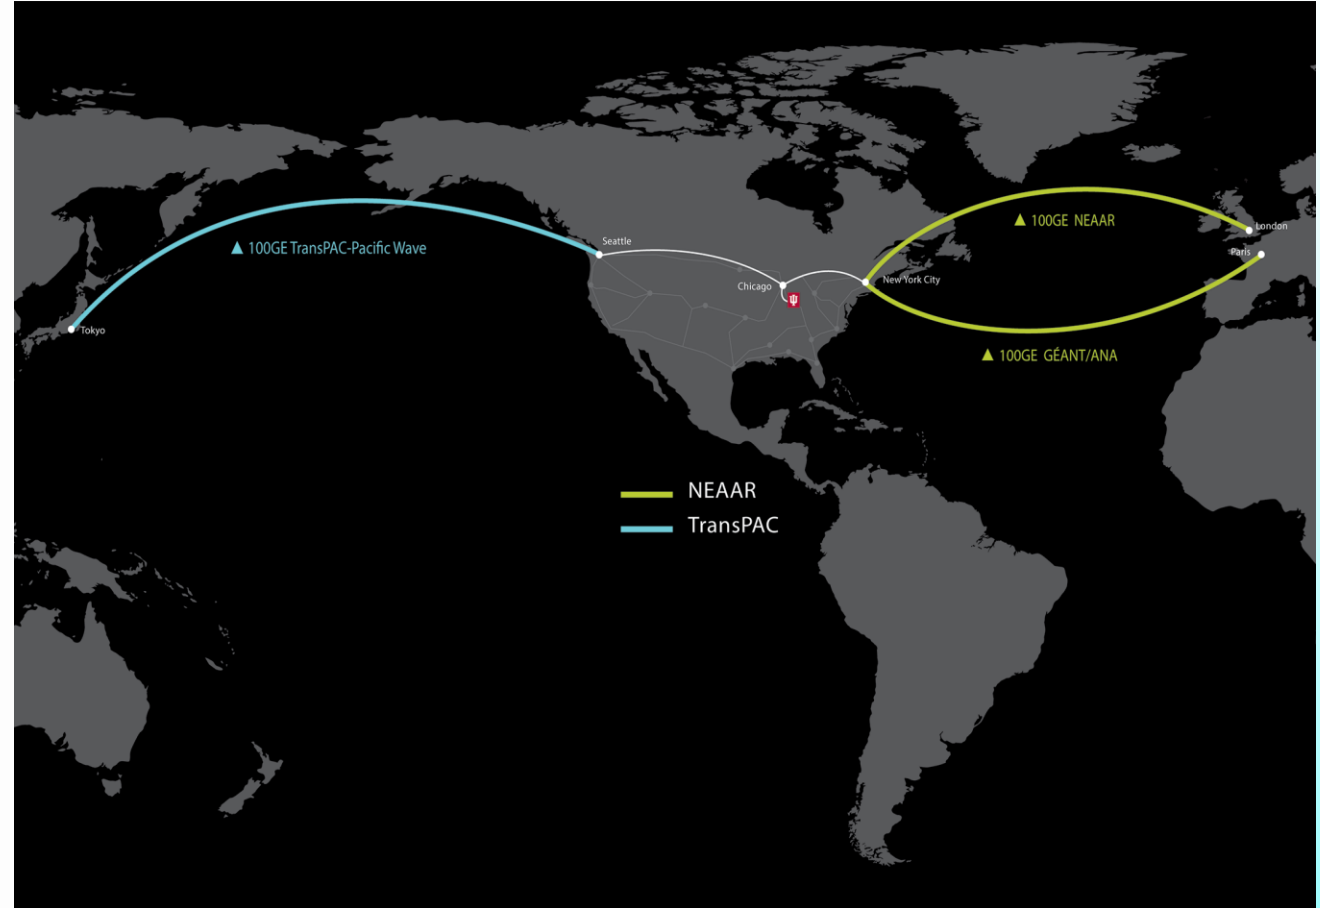 Seattle
▲ 100GE TransPAC-Pacific Wave
Tokyo
Chicago
New York City
▲ 100GE NEAAR
London
Paris
▲ 100GE GÉANT/ANA
NEAAR
TransPAC